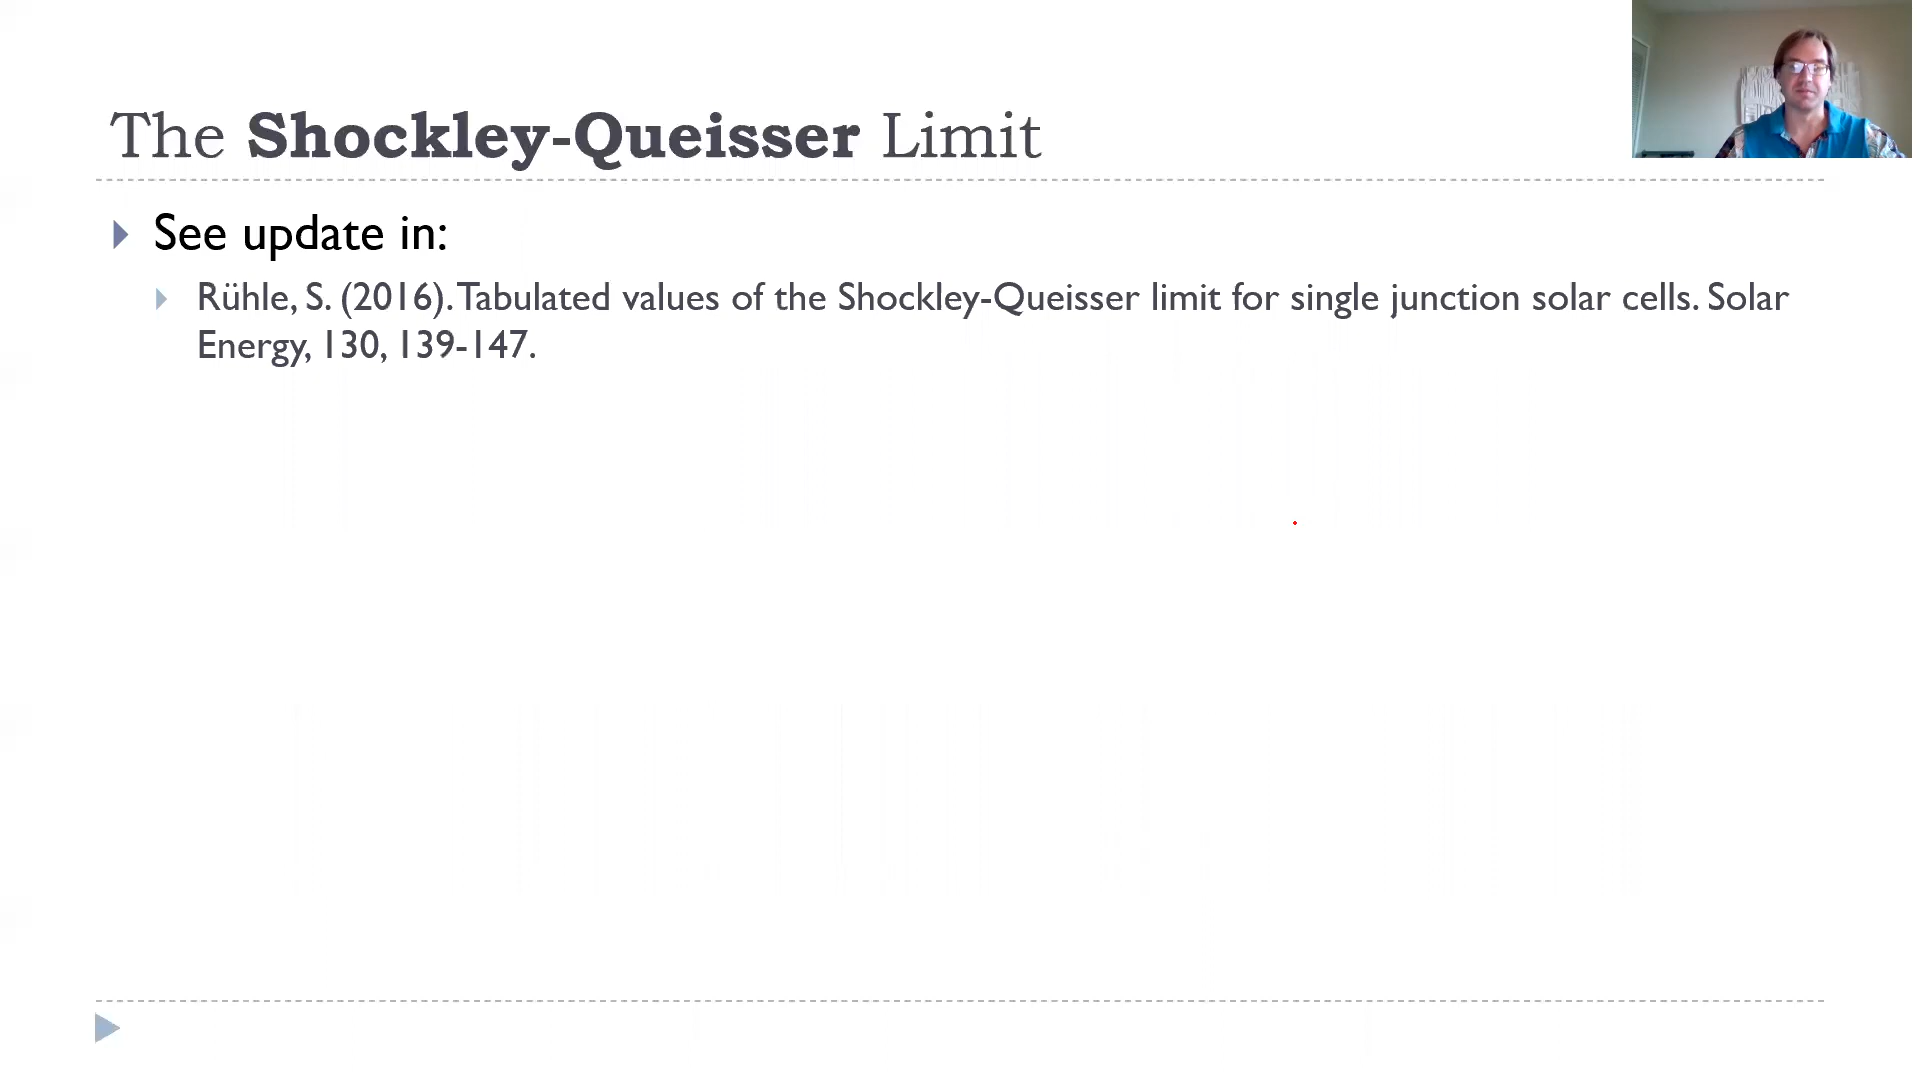 The Shockley-Queisser Limit
See update in:
Rühle, S. (2016). Tabulated values of the Shockley-Queisser limit for single junction solar cells. Solar
Energy, 130, 139-147.